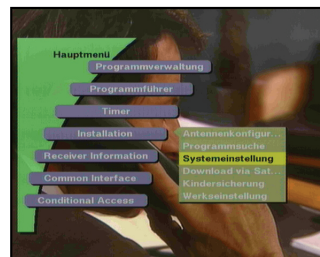 Hauptmenü
Programmverwaltung
Programmführer
Timer
Installation
Receiver Information
Common Interface
Conditional Access
Antennenkonfigur...
Programmsuche
Systemeinstellung
Download via Sat...
Kindersicherung
Werkseinstellung